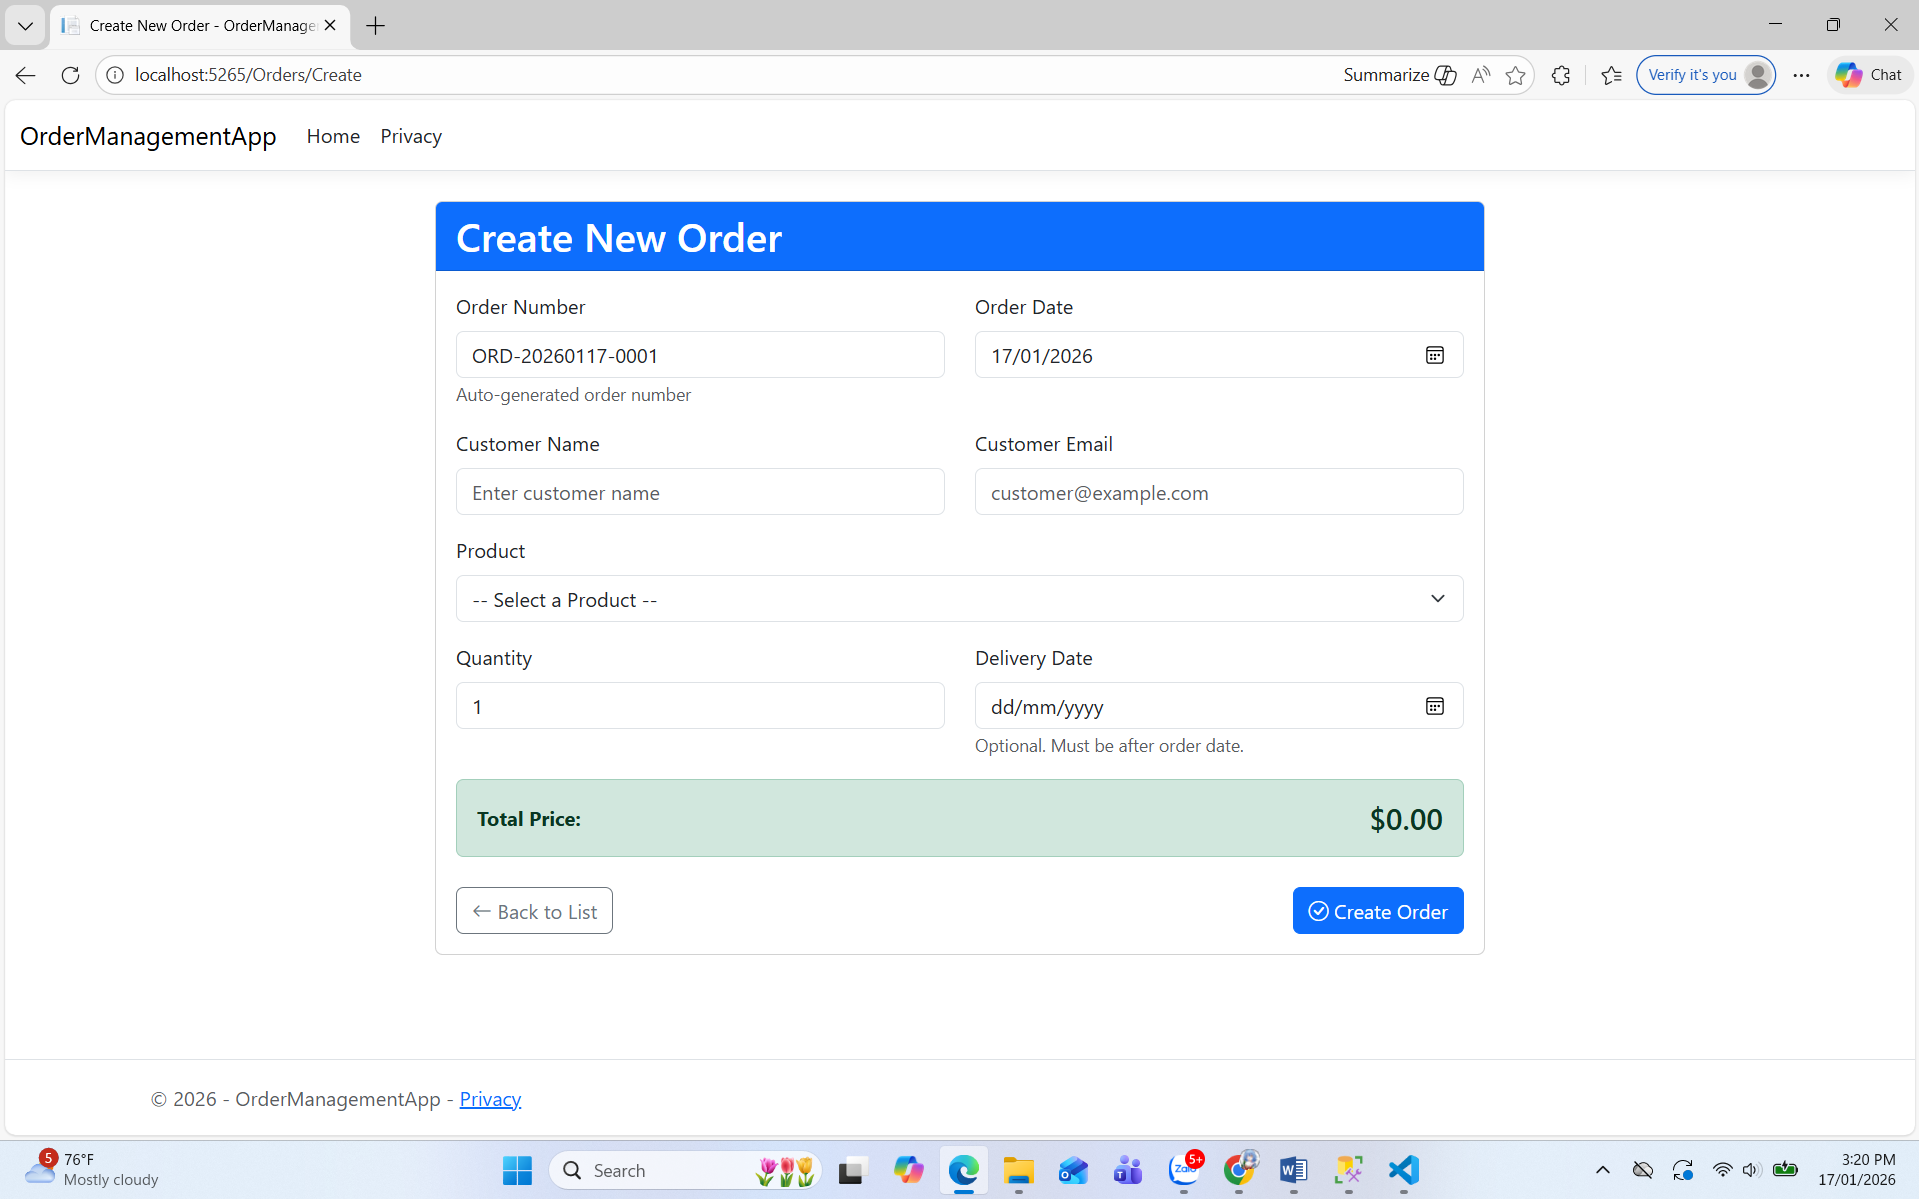 Create New Order - OrderManage
localhost:5265/Orders/Create
Summarize
Verify it's you
Chat
OrderManagementApp
Home
Privacy
Create New Order
Order Number
Order Date
ORD-20260117-0001
17/01/2026
Auto-generated order number
Customer Name
Customer Email
Enter customer name
customer@example.com
Product
-- Select a Product --
Quantity
Delivery Date
1
dd/mm/yyyy
Optional. Must be after order date.
Total Price:
$0.00
← Back to List
Create Order
© 2026 - OrderManagementApp - Privacy
5
76°F
Mostly cloudy
Search
Zalo
5+
3:20 PM
17/01/2026